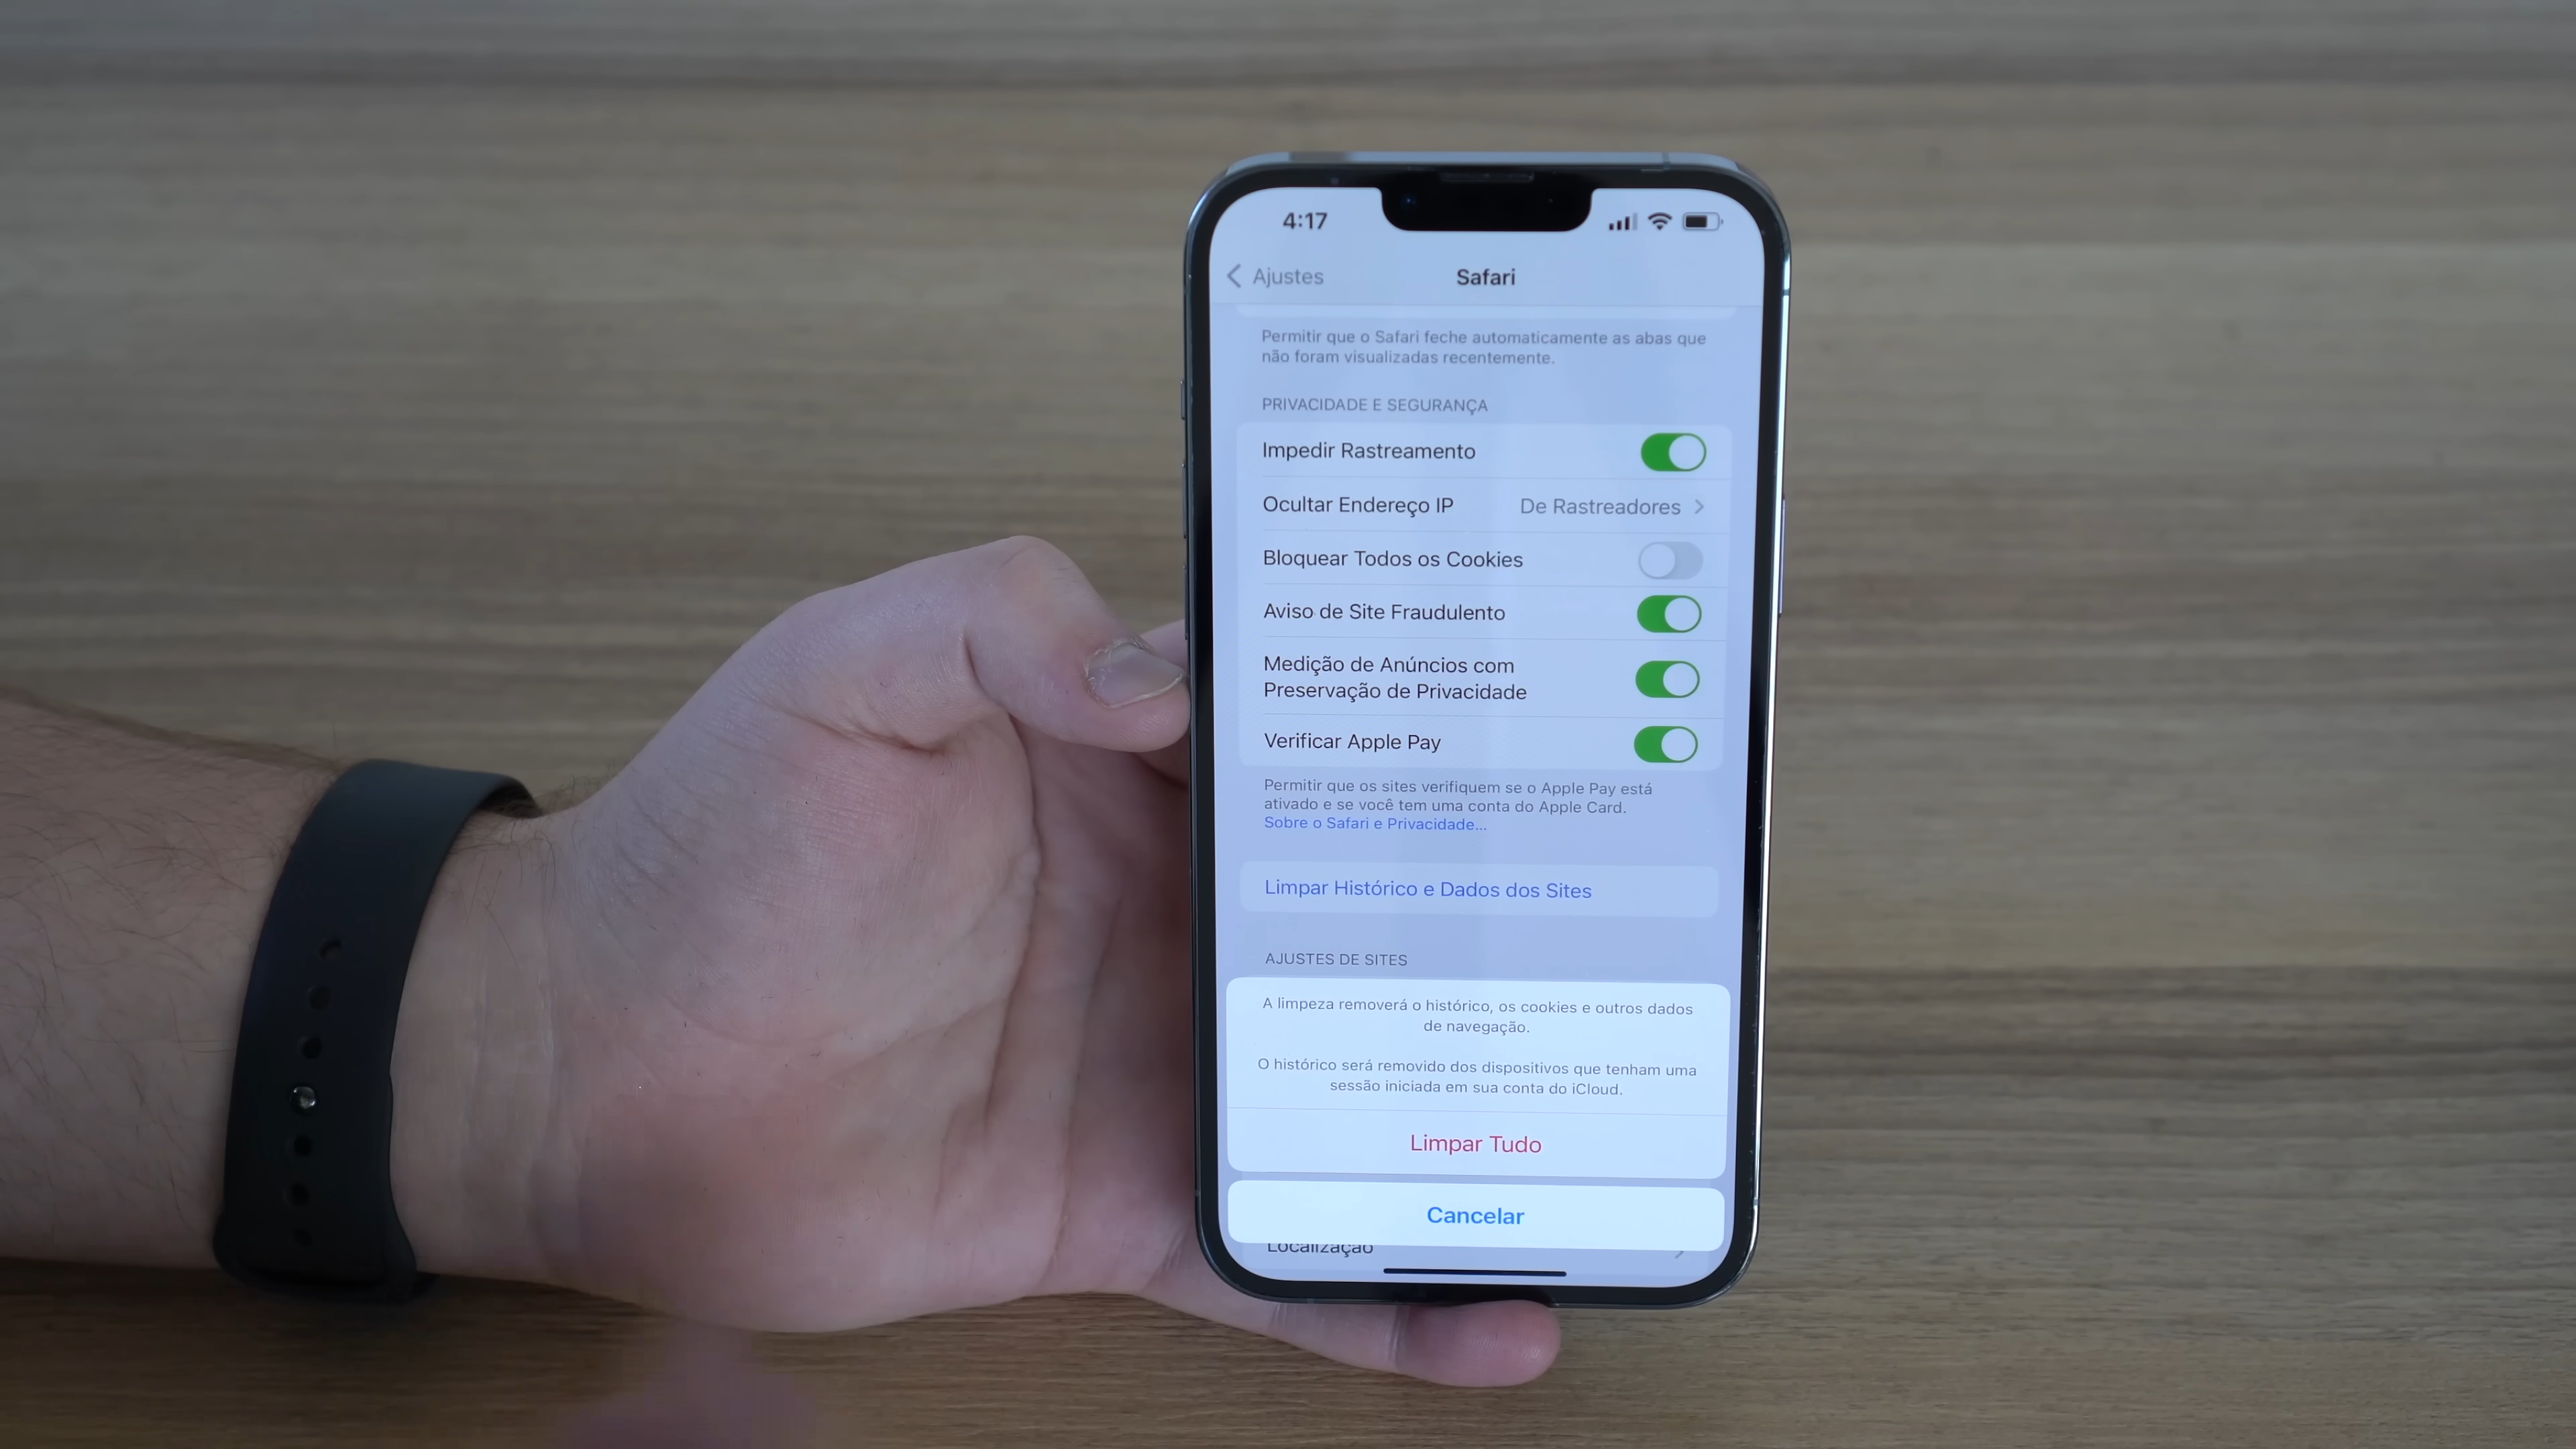 4:17
Ajustes
Safari
Permitir que o Safari feche automaticamente as abas que
não foram visualizadas recentemente.
PRIVACIDADE E SEGURANÇA
Impedir Rastreamento
Ocultar Endereço IP De Rastreadores
Bloquear Todos os Cookies
Aviso de Site Fraudulento
Medição de Anúncios com
Preservação de Privacidade
Verificar Apple Pay
Permitir que os sites verifiquem se o Apple Pay está
ativado e se você tem uma conta do Apple Card.
Sobre o Safari e Privacidade...
Limpar Histórico e Dados dos Sites
AJUSTES DE SITES
A limpeza removerá o histórico, os cookies e outros dados
de navegação.
O histórico será removido dos dispositivos que tenham uma
sessão iniciada em sua conta do iCloud.
Limpar Tudo
Cancelar
Localização